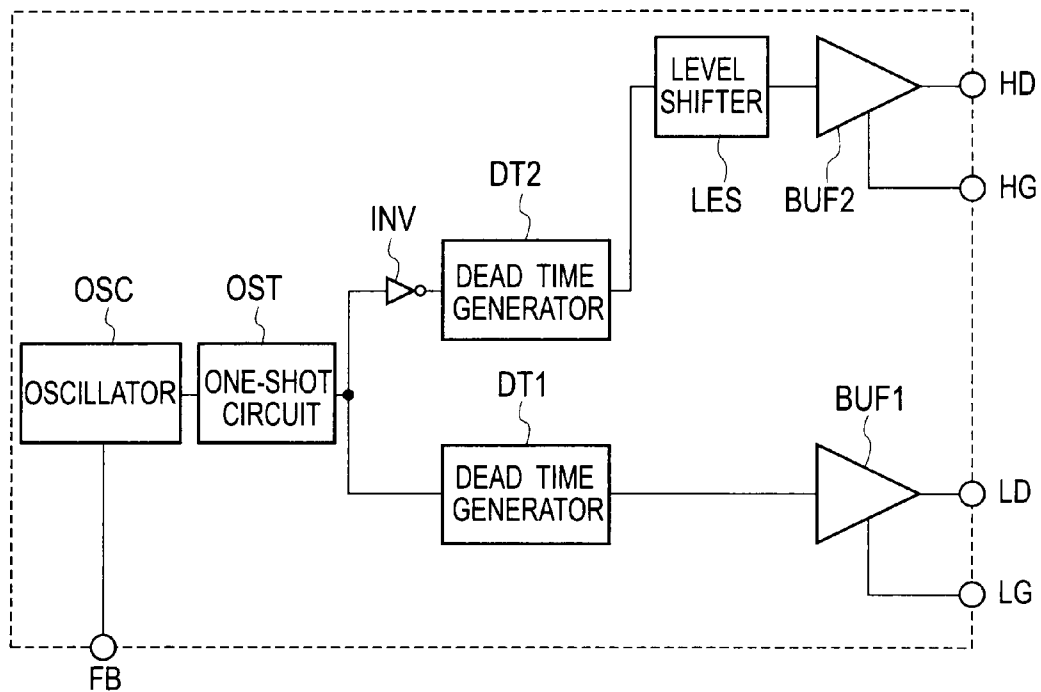 LEVEL
SHIFTER
LES
BUF2
HD
HG
DT2
INV
DEAD TIME
GENERATOR
OSC
OST
OSCILLATOR
ONE-SHOT
CIRCUIT
DT1
DEAD TIME
GENERATOR
BUF1
LD
LG
FB